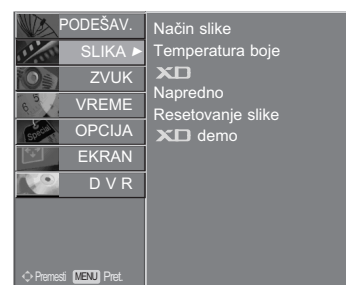 PODEŠAV.
SLIKA
ZVUK
VREME
OPCIJA
EKRAN
D V R
Način slike
Temperatura boje
XD
Napredno
Resetovanje slike
XD demo
Special
Premesti MENU Pret.